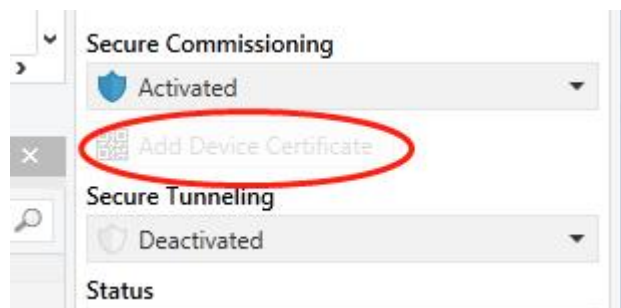 Secure Commissioning
Activated
Add Device Certificate
Secure Tunneling
Deactivated
Status